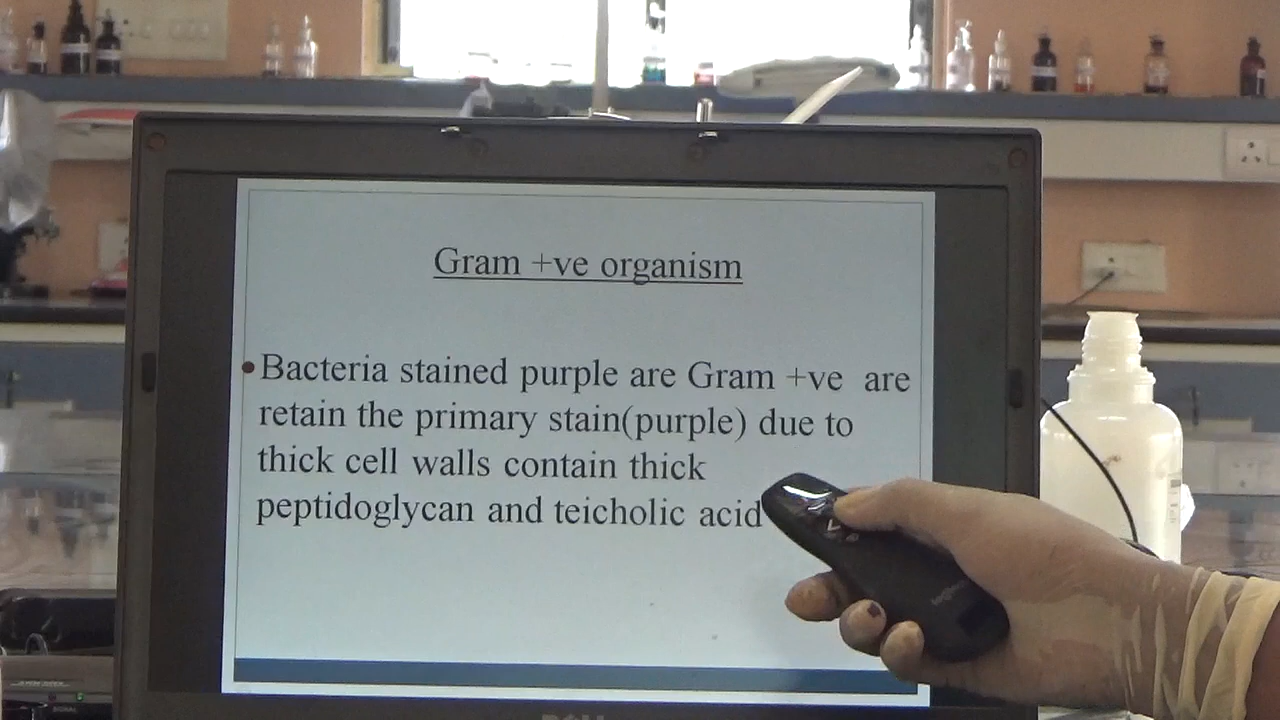 Gram +ve organism
•Bacteria stained purple are Gram +ve are
retain the primary stain(purple) due to
thick cell walls contain thick
peptidoglycan and teicholic acid